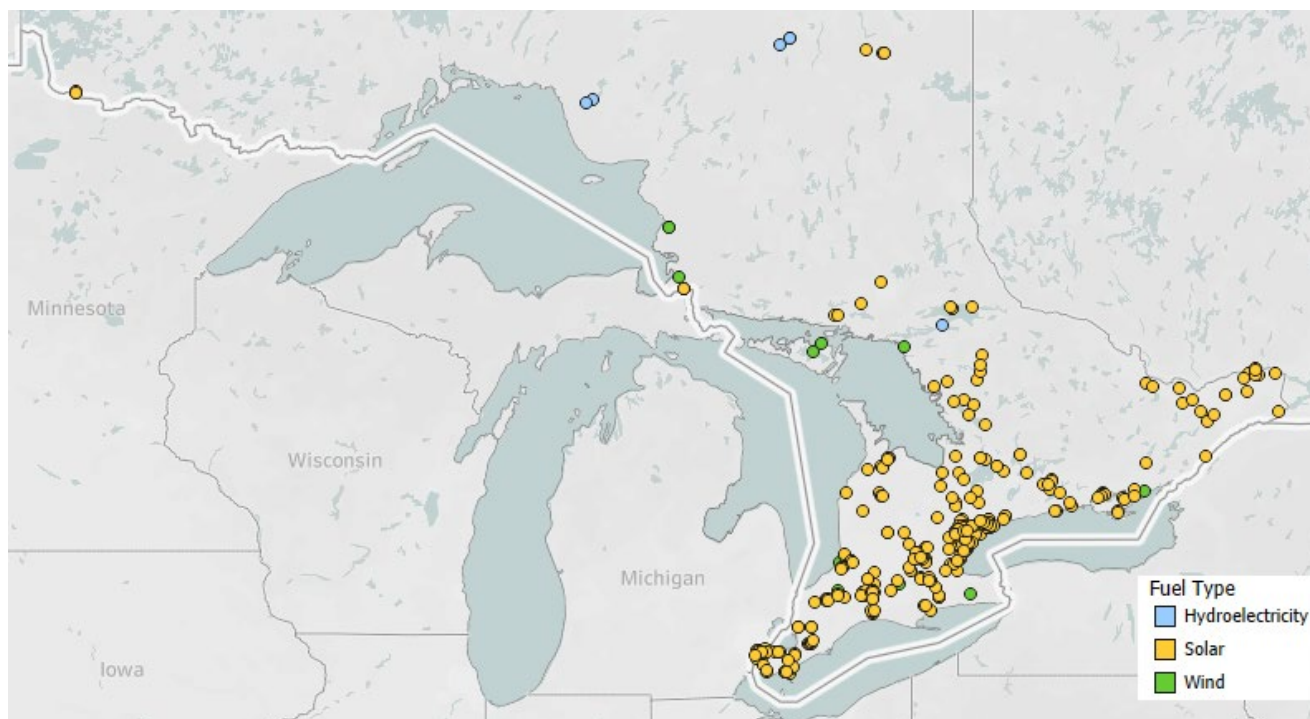 Minnesota
Wisconsin
Michigan
Iowa
Fuel Type
Hydroelectricity
Solar
Wind